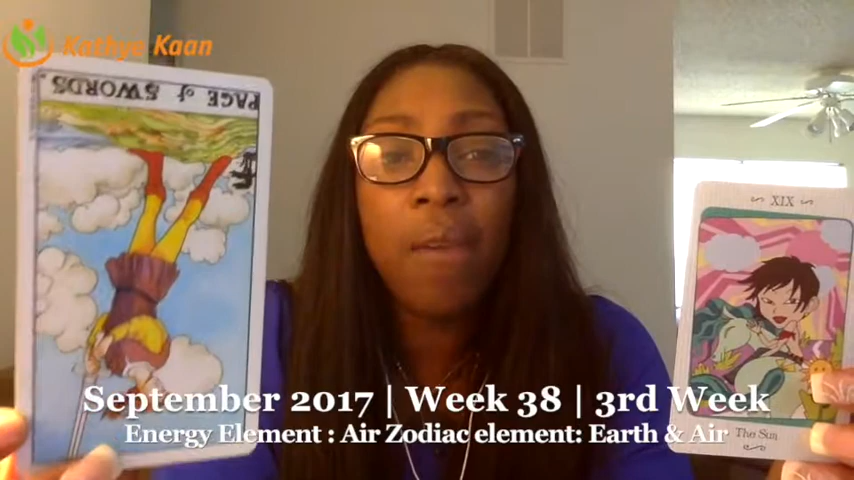 Kathye Kaan
PAGE of SWORDS.
XIX
The Sun
September 2017 | Week 38 | 3rd Week
Energy Element : Air Zodiac element: Earth & Air